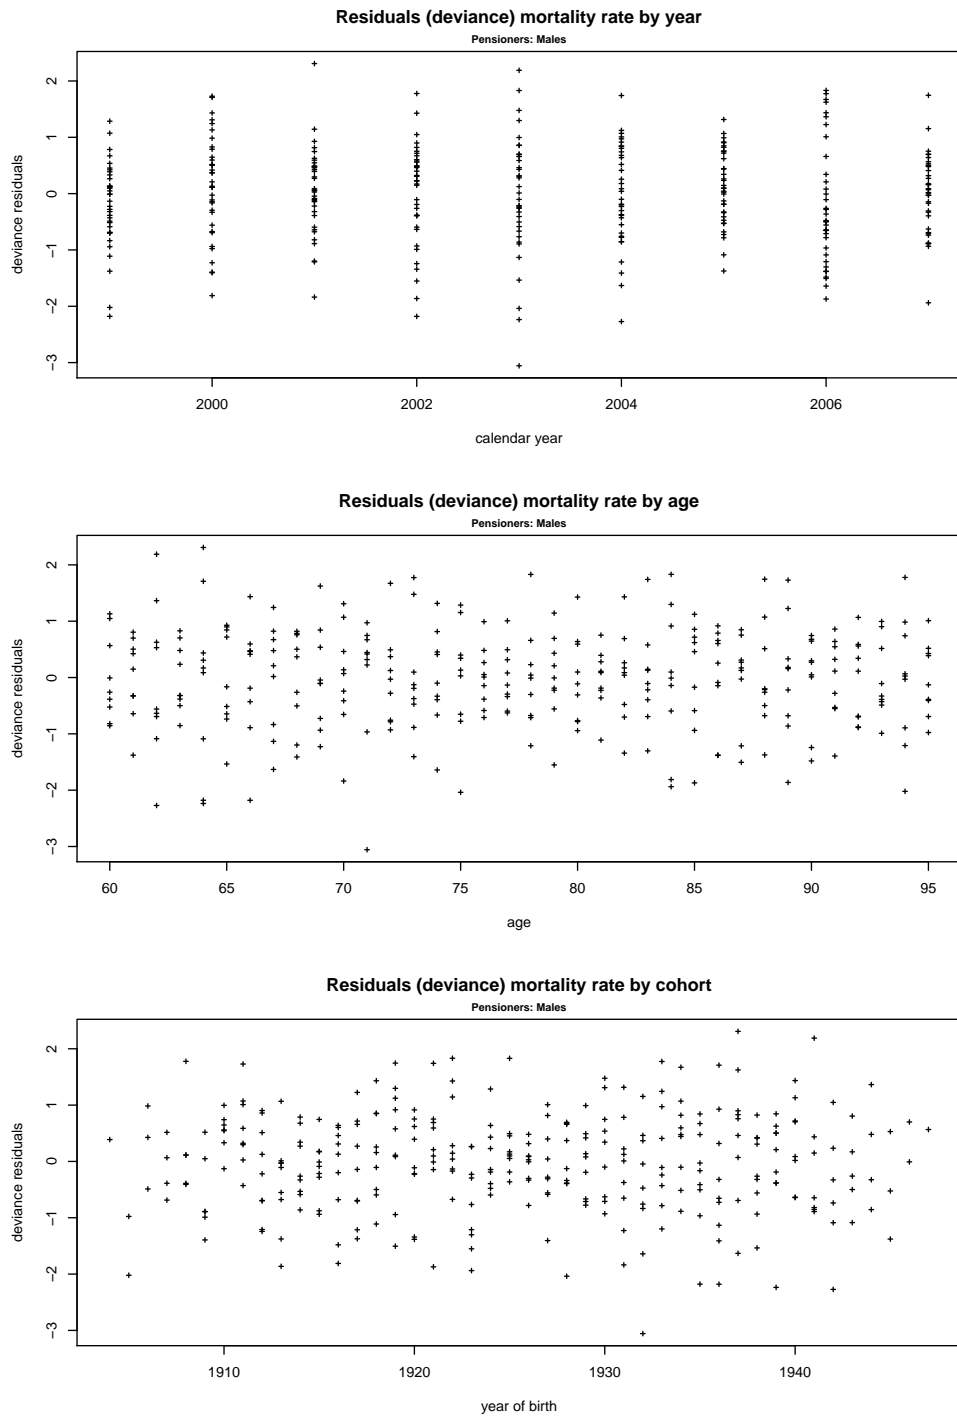 Residuals (deviance) mortality rate by year
Pensioners: Males
deviance residuals
2
1
0
−1
−2
−3
2000 2002 2004 2006
calendar year
Residuals (deviance) mortality rate by age
Pensioners: Males
deviance residuals
2
1
0
−1
−2
−3
60 65 70 75 80 85 90 95
age
Residuals (deviance) mortality rate by cohort
Pensioners: Males
deviance residuals
2
1
0
−1
−2
−3
1910 1920 1930 1940
year of birth